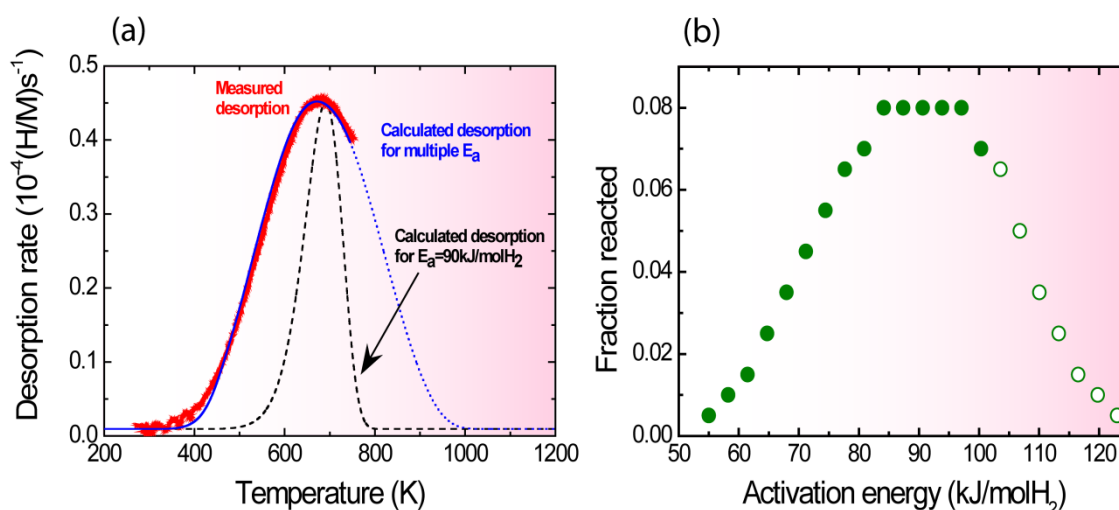 (a)
(b)
Desorption rate (10⁻⁴(H/M)s⁻¹)
0.5
0.4
0.3
0.2
0.1
0.0
Measured
desorption
Calculated desorption
for multiple Eₐ
Calculated desorption
for Eₐ=90kJ/molH₂
200
400
600
800
1000
1200
Temperature (K)
Fraction reacted
0.08
0.06
0.04
0.02
0.00
50
60
70
80
90
100
110
120
Activation energy (kJ/molH₂)